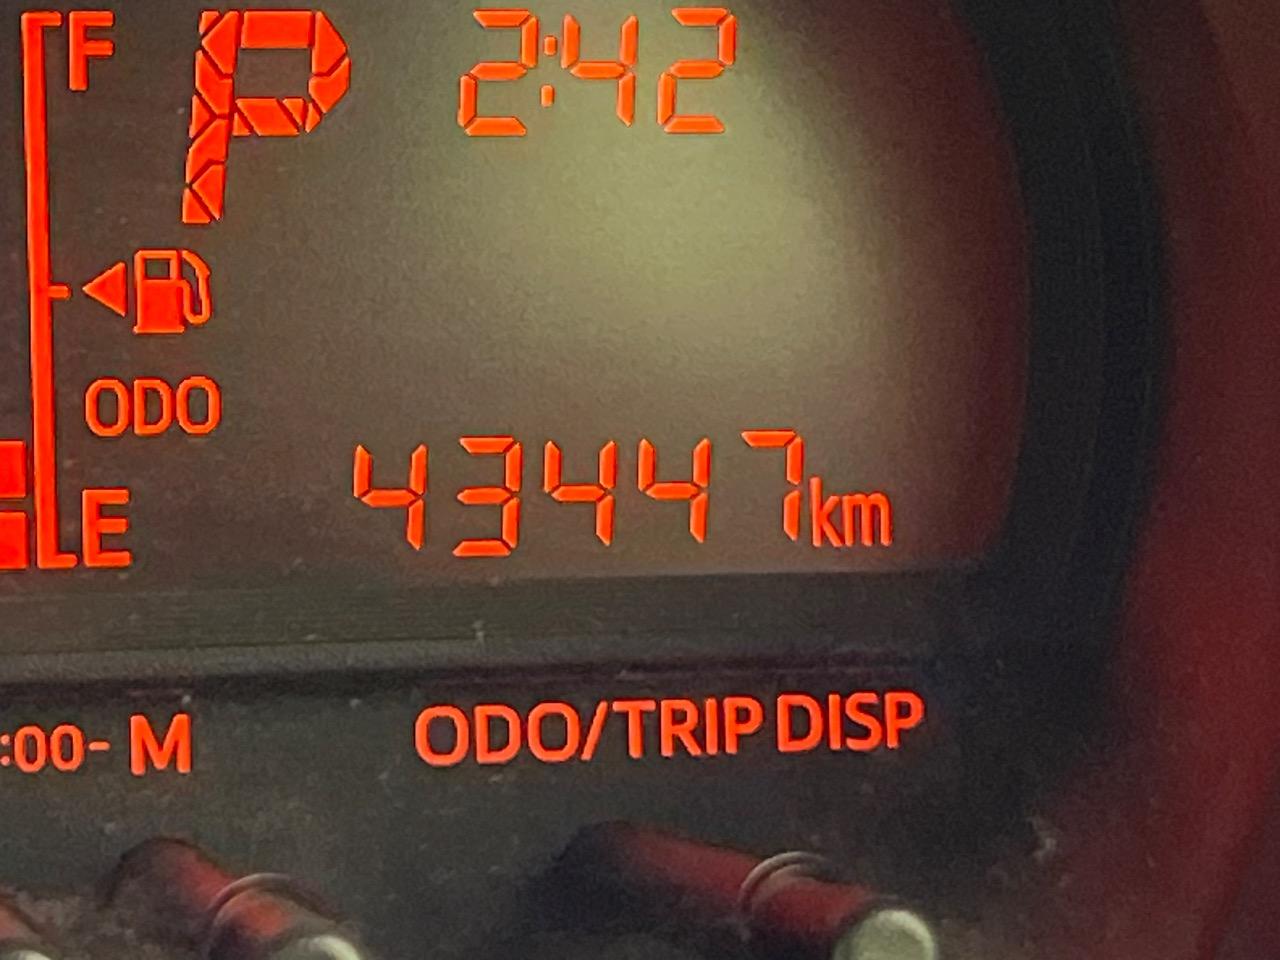 F P 2:42
ODO
E 43447km
:00- M ODO/TRIP DISP